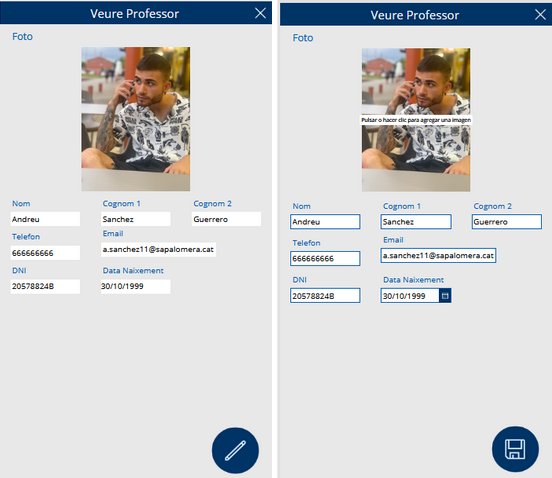 Veure Professor
Foto
Nom
Cognom 1
Cognom 2
Andreu
Sanchez
Guerrero
Telefon
Email
666666666
a.sanchez11@sapalomera.cat
DNI
Data Naixement
20578824B
30/10/1999
Veure Professor
Foto
Pulsar o hacer clic para agregar una imagen
Nom
Cognom 1
Cognom 2
Andreu
Sanchez
Guerrero
Telefon
Email
666666666
a.sanchez11@sapalomera.cat
DNI
Data Naixement
20578824B
30/10/1999